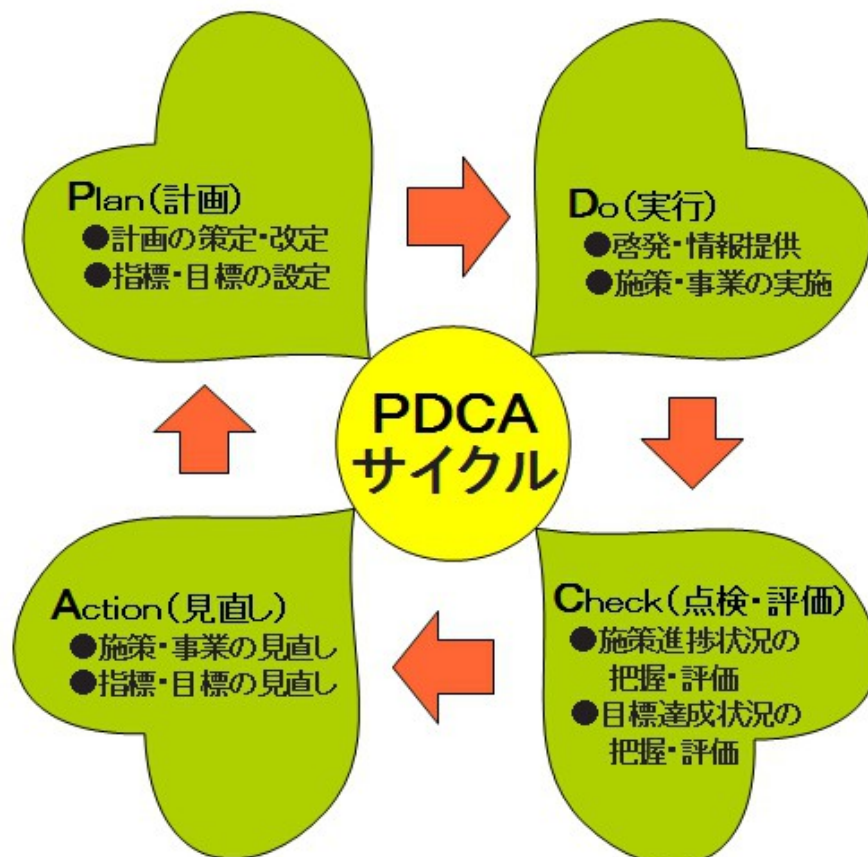 Plan(計画)
●計画の策定・改定
●指標・目標の設定
Do(実行)
●啓発・情報提供
●施策・事業の実施
PDCA
サイクル
Action(見直し)
●施策・事業の見直し
●指標・目標の見直し
Check(点検・評価)
●施策進捗状況の
把握・評価
●目標達成状況の
把握・評価